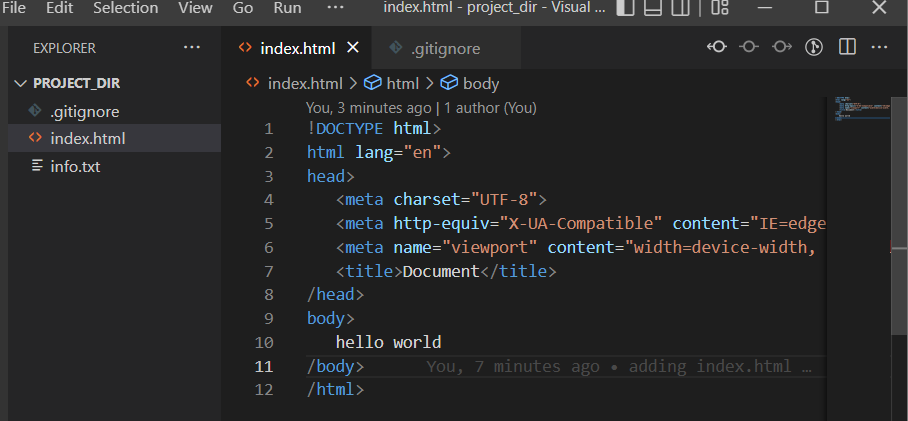 File Edit Selection View Go Run ··· index.html - project_dir - Visual ...
EXPLORER ···
index.html
.gitignore
PROJECT_DIR
.gitignore
index.html
info.txt
index.html > html > body
You, 3 minutes ago | 1 author (You)
1 !DOCTYPE html>
2 html lang="en">
3 head>
4 <meta charset="UTF-8">
5 <meta http-equiv="X-UA-Compatible" content="IE=edge
6 <meta name="viewport" content="width=device-width,
7 <title>Document</title>
8 /head>
9 body>
10 hello world
11 /body> You, 7 minutes ago • adding index.html …
12 /html>